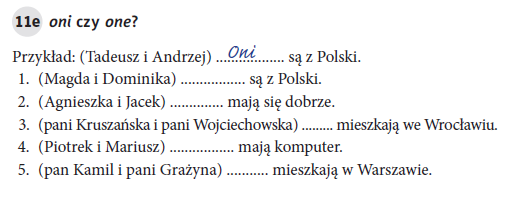 11e oni czy one?
Przykład: (Tadeusz i Andrzej) ....Oni............. są z Polski.
1. (Magda i Dominika) ................. są z Polski.
2. (Agnieszka i Jacek) .............. mają się dobrze.
3. (pani Kruszańska i pani Wojciechowska) ......... mieszkają we Wrocławiu.
4. (Piotrek i Mariusz) ................. mają komputer.
5. (pan Kamil i pani Grażyna) ........... mieszkają w Warszawie.